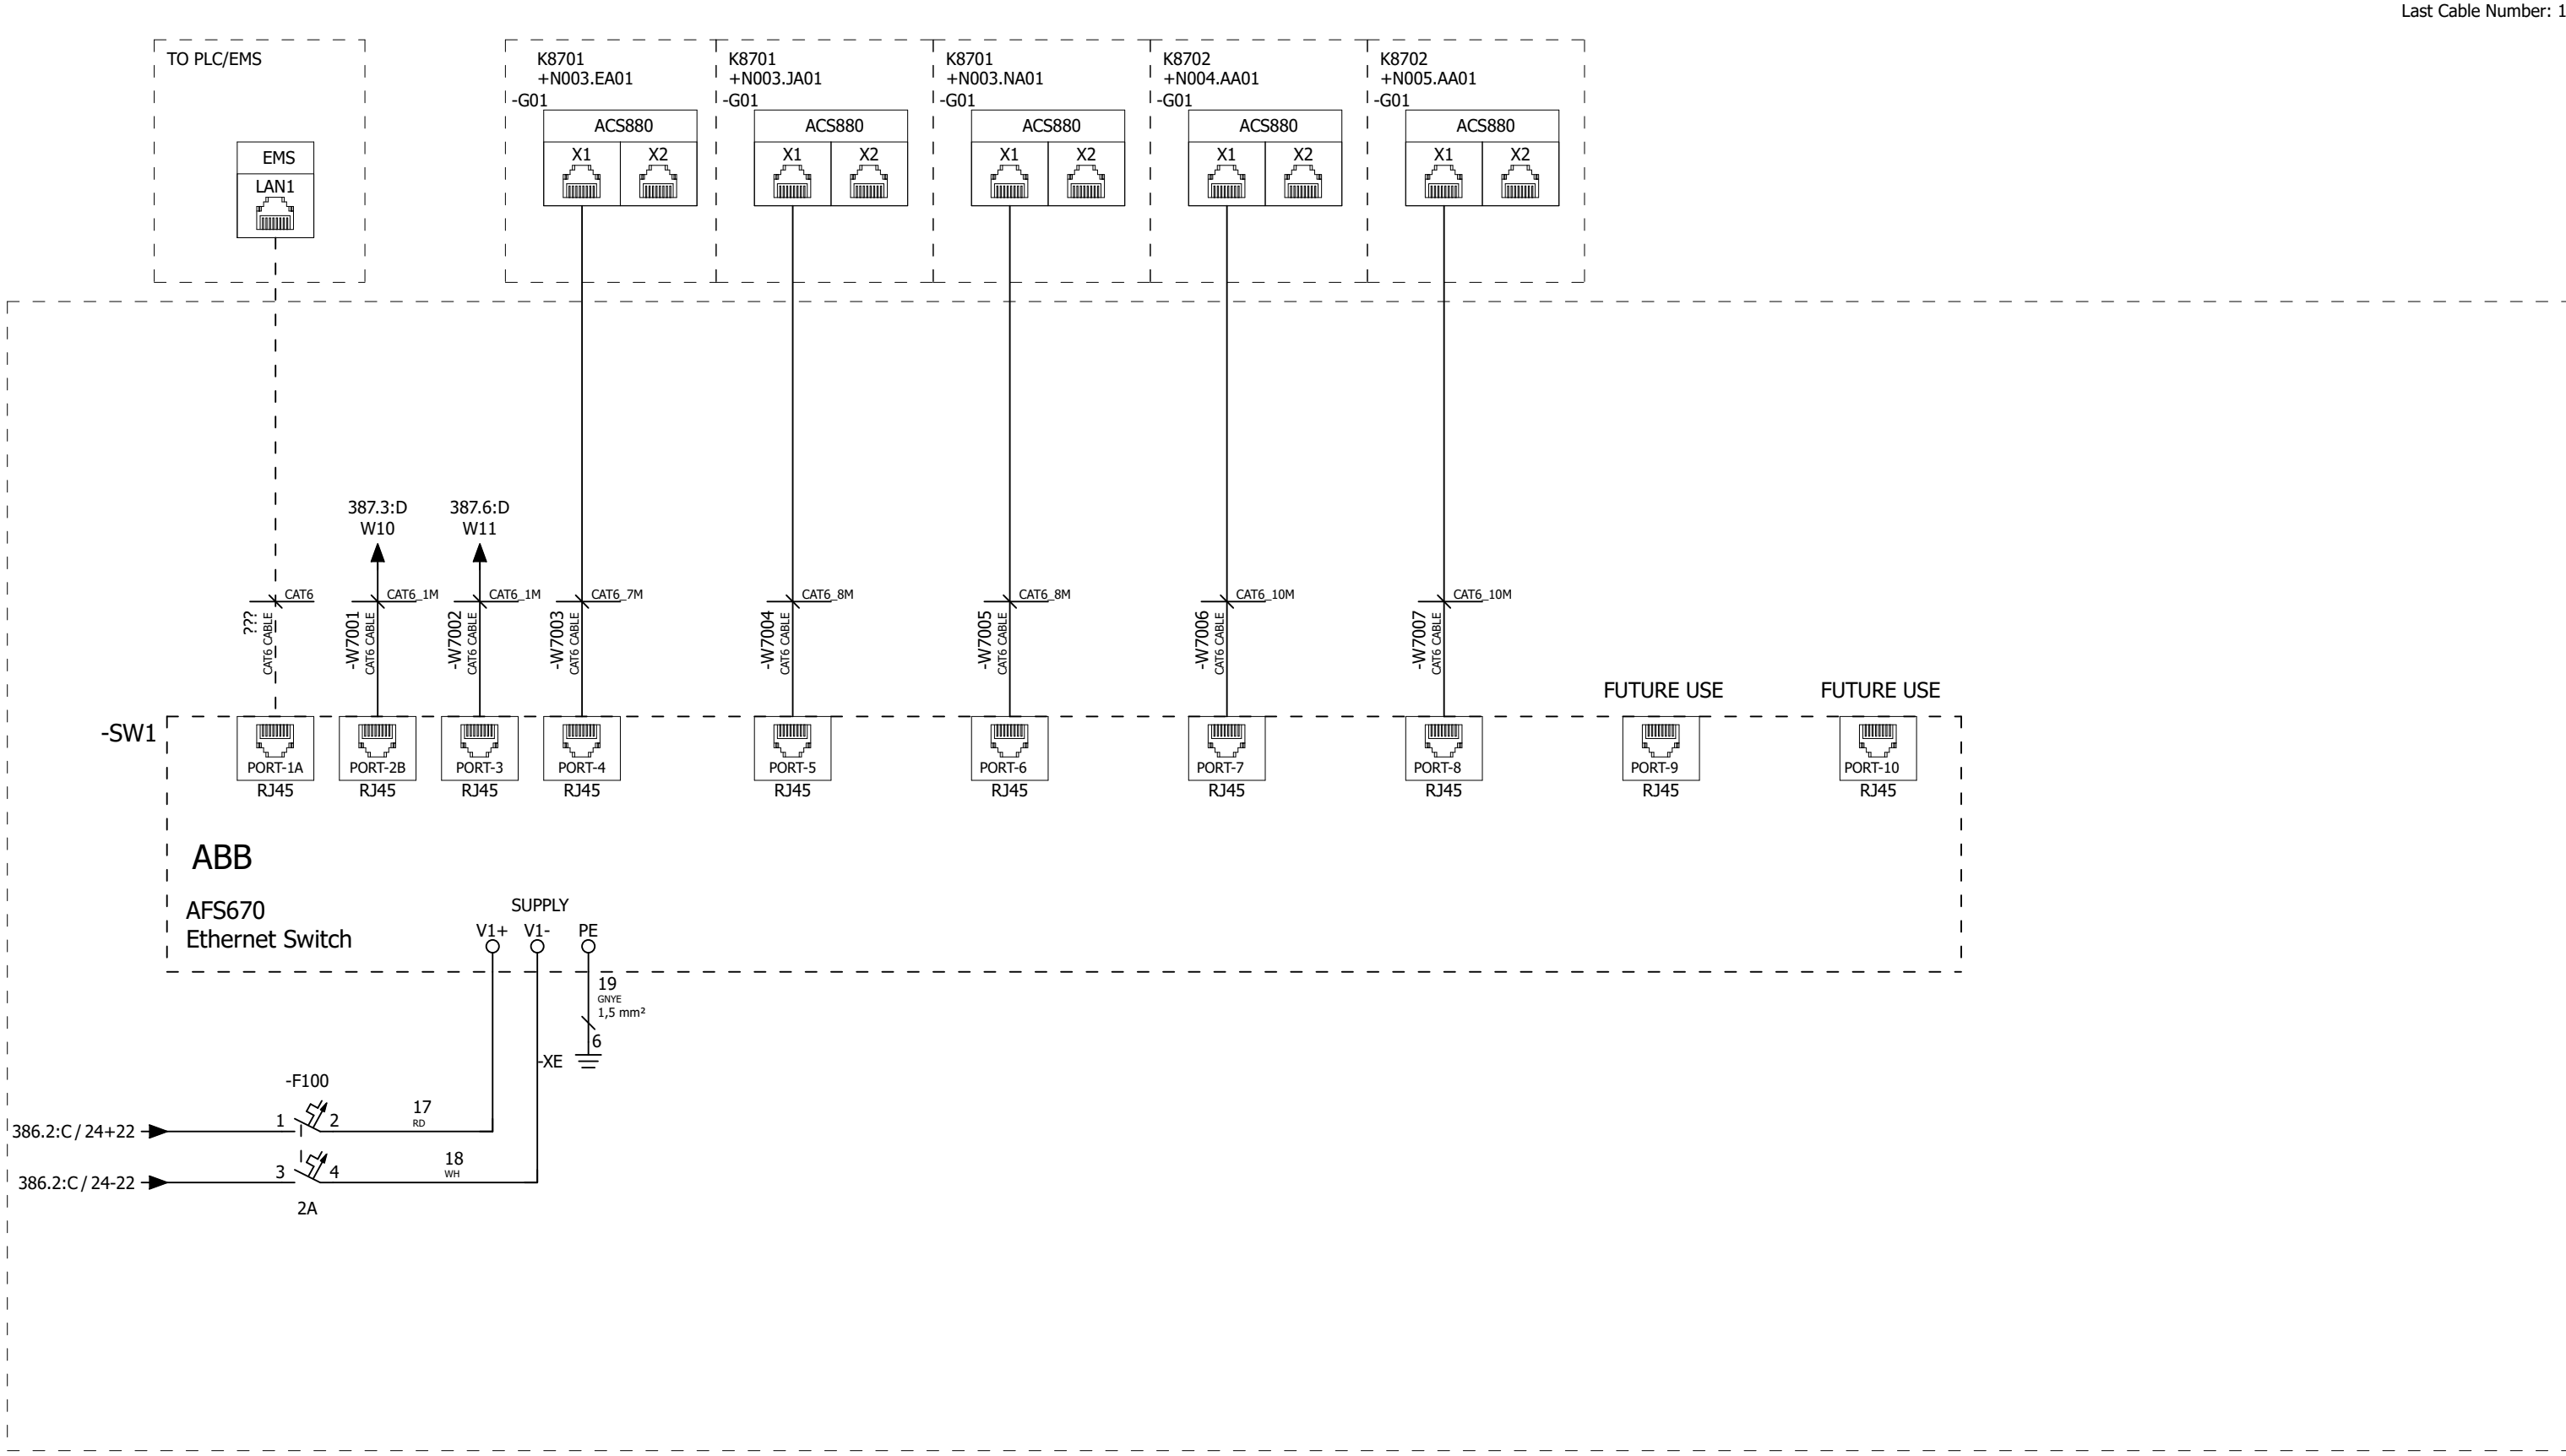 Last Cable Number: 1
TO PLC/EMS
EMS
LAN1
K8701
+N003.EA01
-G01
ACS880
X1
X2
K8701
+N003.JA01
-G01
ACS880
X1
X2
K8701
+N003.NA01
-G01
ACS880
X1
X2
K8702
+N004.AA01
-G01
ACS880
X1
X2
K8702
+N005.AA01
-G01
ACS880
X1
X2
387.3:D
W10
387.6:D
W11
CAT6
???
CAT6 CABLE
CAT6_1M
-W7001
CAT6 CABLE
CAT6_1M
-W7002
CAT6 CABLE
CAT6_7M
-W7003
CAT6 CABLE
CAT6_8M
-W7004
CAT6 CABLE
CAT6_8M
-W7005
CAT6 CABLE
CAT6_10M
-W7006
CAT6 CABLE
CAT6_10M
-W7007
CAT6 CABLE
FUTURE USE
FUTURE USE
-SW1
PORT-1A
RJ45
PORT-2B
RJ45
PORT-3
RJ45
PORT-4
RJ45
PORT-5
RJ45
PORT-6
RJ45
PORT-7
RJ45
PORT-8
RJ45
PORT-9
RJ45
PORT-10
RJ45
ABB
AFS670
Ethernet Switch
SUPPLY
V1+
V1-
PE
19
GNYE
1,5 mm²
6
-XE
-F100
386.2:C / 24+22
1
2
17
RD
386.2:C / 24-22
3
4
18
WH
2A